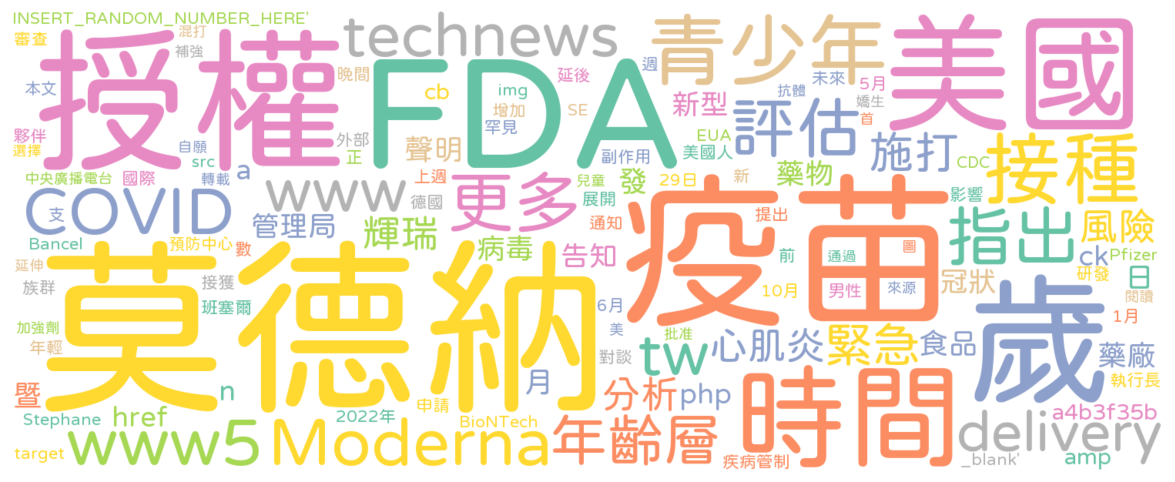 INSERT_RANDOM_NUMBER_HERE'
混打
technews
青少年
美國
審查
授權
補強
FDA
晚間
延後
週
未來
5月
本文
cb
img
增加
SE
新型
抗體
嬌生
首
評估
夥伴
選擇
自願
外部
正
聲明
罕見
EUA
美國人
施打
接種
src
a
副作用
CDC
中央廣播電台
國際
轉載
www
上週
德國
更多
兒童
發
展開
29日
藥物
新
影響
COVID
支
管理局
輝瑞
病毒
告知
通知
疫苗
提出
指出
風險
Bancel
預防中心
數
前
通過
圖
ck
Pfizer
延伸
族群
接獲
班塞爾
莫德納
6月
10月
男性
來源
冠狀
日
研發
閱讀
加強劑
年輕
美
批准
歲
1月
對談
tw
心肌炎
緊急
食品
藥廠
暨
n
月
分析
php
時間
執行長
Stephane
href
2022年
申請
BioNTech
年齡層
a4b3f35b
target
www5
Moderna
疾病管制
delivery
_blank'
amp